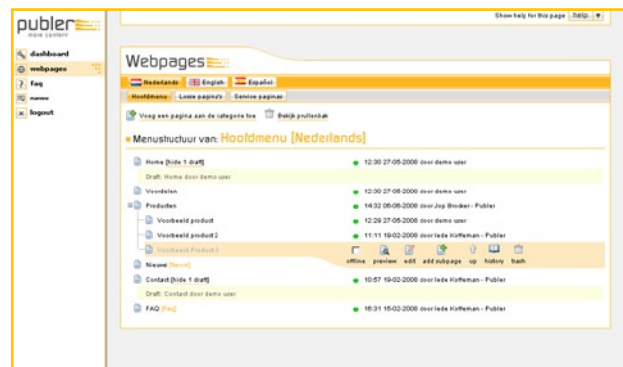 Show help for this page help
publer
more content
dashboard
webpages
faq
nieuws
logout
Webpages
Nederlands English Español
Hoofdmenu Losse pagina's Service paginas
Voeg een pagina aan de categorie toe Bekijk prullenbak
Menustructuur van: Hoofdmenu [Nederlands]
Home [hide 1 draft] 12:30 27-05-2008 door demo user
Draft: Home door demo user
Voordelen 12:30 27-05-2008 door demo user
Producten 14:32 06-06-2008 door Jop Broker - Publer
Voorbeeld product 12:29 27-05-2008 door demo user
Voorbeeld product 2 11:11 19-02-2008 door Iede Koffeman - Publer
Voorbeeld Product 3
offline preview edit add subpage up history trash
Nieuws
Contact [hide 1 draft] 10:57 19-02-2008 door Iede Koffeman - Publer
Draft: Contact door demo user
FAQ [Faq] 16:31 15-02-2008 door Iede Koffeman - Publer